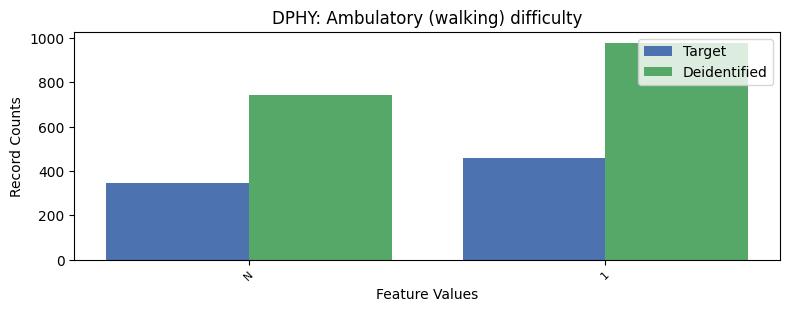 DPHY: Ambulatory (walking) difficulty
Target
Deidentified
Record Counts
1000
800
600
400
200
0
N
1
Feature Values